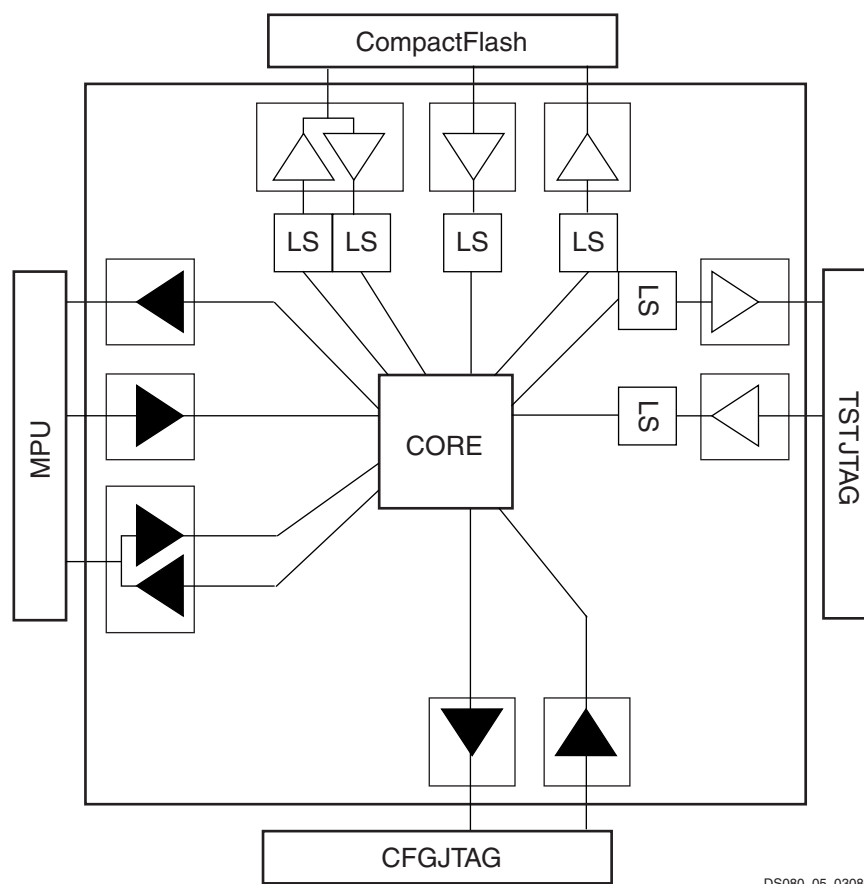 CompactFlash
LS LS LS LS
LS
LS
MPU
CORE
TSTJTAG
CFGJTAG